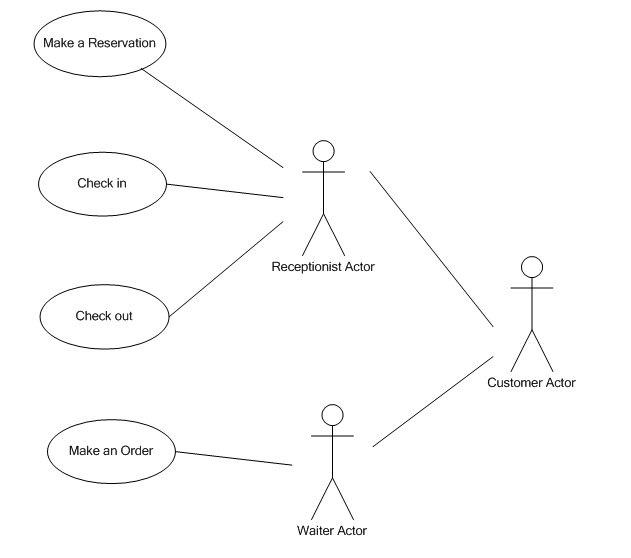 Make a Reservation
Check in
Receptionist Actor
Check out
Customer Actor
Make an Order
Waiter Actor